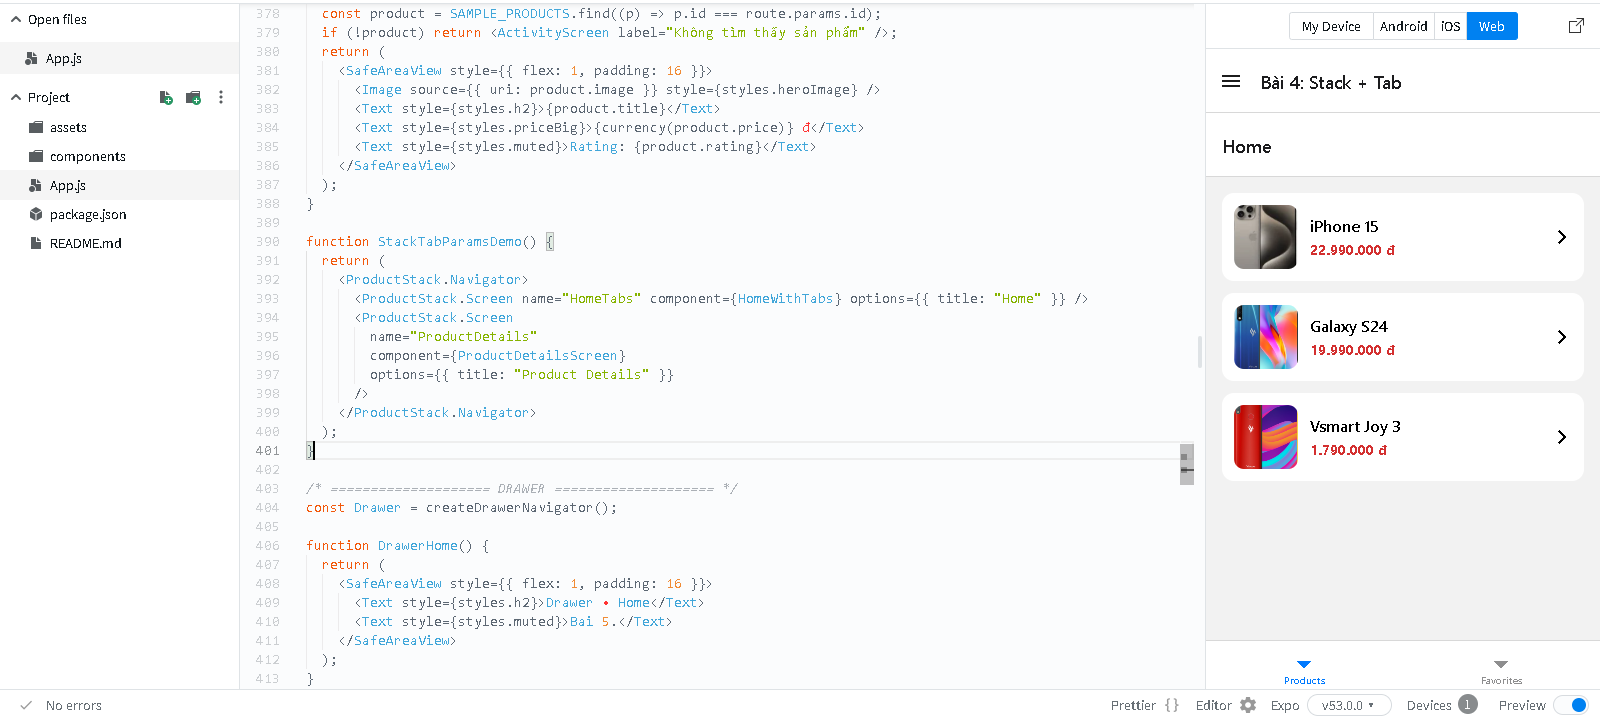 Open files
App.js
Project
assets
components
App.js
package.json
README.md
378 const product = SAMPLE_PRODUCTS.find((p) => p.id === route.params.id);
379 if (!product) return <ActivityScreen label="Không tìm thấy sản phẩm" />;
380 return (
381 <SafeAreaView style={{ flex: 1, padding: 16 }}>
382 <Image source={{ uri: product.image }} style={styles.heroImage} />
383 <Text style={styles.h2}>{product.title}</Text>
384 <Text style={styles.priceBig}>{currency(product.price)} đ</Text>
385 <Text style={styles.muted}>Rating: {product.rating}</Text>
386 </SafeAreaView>
387 );
388 }
389
390 function StackTabParamsDemo() {
391 return (
392 <ProductStack.Navigator>
393 <ProductStack.Screen name="HomeTabs" component={HomeWithTabs} options={{ title: "Home" }} />
394 <ProductStack.Screen
395 name="ProductDetails"
396 component={ProductDetailsScreen}
397 options={{ title: "Product Details" }}
398 />
399 </ProductStack.Navigator>
400 );
401 }
402
403 /* ==================== DRAWER ==================== */
404 const Drawer = createDrawerNavigator();
405
406 function DrawerHome() {
407 return (
408 <SafeAreaView style={{ flex: 1, padding: 16 }}>
409 <Text style={styles.h2}>Drawer • Home</Text>
410 <Text style={styles.muted}>Bai 5.</Text>
411 </SafeAreaView>
412 );
413 }
My Device Android iOS Web
Bài 4: Stack + Tab
Home
iPhone 15
22.990.000 đ
Galaxy S24
19.990.000 đ
Vsmart Joy 3
1.790.000 đ
Products Favorites
No errors
Prettier {} Editor Expo v53.0.0 Devices 1 Preview